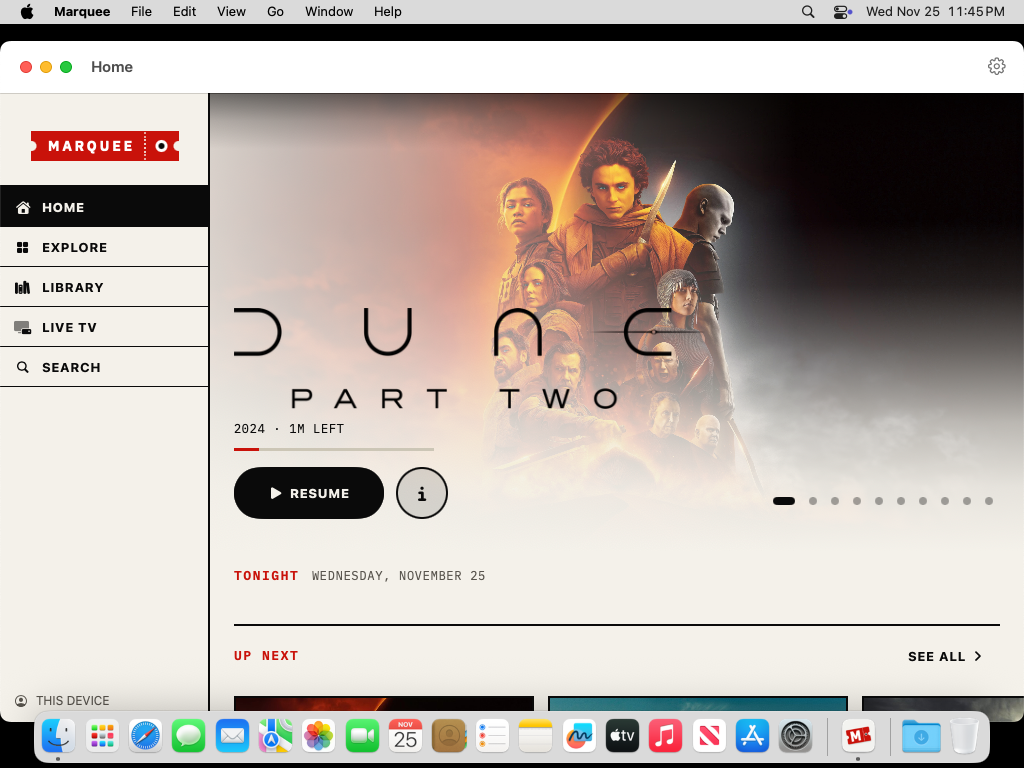 Marquee File Edit View Go Window Help Wed Nov 25 11:45 PM
Home
MARQUEE
HOME
EXPLORE
LIBRARY
LIVE TV
SEARCH
THIS DEVICE
DUNE
PART TWO
2024 · 1M LEFT
RESUME
i
TONIGHT WEDNESDAY, NOVEMBER 25
UP NEXT
SEE ALL
NOV
25
tv
M